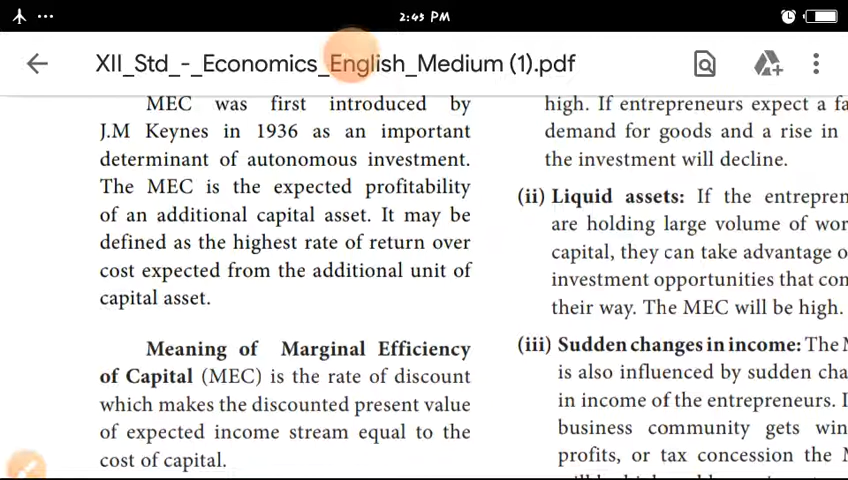 2:45 PM
XII_Std_-_Economics_English_Medium (1).pdf
MEC was first introduced by
J.M Keynes in 1936 as an important
determinant of autonomous investment.
The MEC is the expected profitability
of an additional capital asset. It may be
defined as the highest rate of return over
cost expected from the additional unit of
capital asset.
Meaning of Marginal Efficiency
of Capital (MEC) is the rate of discount
which makes the discounted present value
of expected income stream equal to the
cost of capital.
high. If entrepreneurs expect a fa
demand for goods and a rise in
the investment will decline.
(ii) Liquid assets: If the entrepren
are holding large volume of wor
capital, they can take advantage o
investment opportunities that com
their way. The MEC will be high.
(iii) Sudden changes in income: The M
is also influenced by sudden cha
in income of the entrepreneurs. I
business community gets win
profits, or tax concession the M